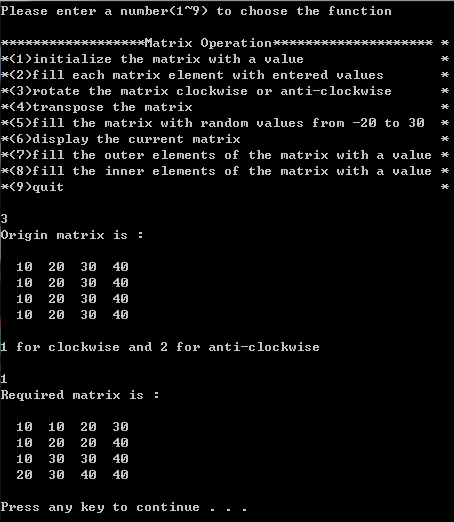 Please enter a number(1~9) to choose the function
******************Matrix Operation******************** *
*(1)initialize the matrix with a value *
*(2)fill each matrix element with entered values *
*(3)rotate the matrix clockwise or anti-clockwise *
*(4)transpose the matrix *
*(5)fill the matrix with random values from -20 to 30 *
*(6)display the current matrix *
*(7)fill the outer elements of the matrix with a value *
*(8)fill the inner elements of the matrix with a value *
*(9)quit *
3
Origin matrix is :
10 20 30 40
10 20 30 40
10 20 30 40
10 20 30 40
1 for clockwise and 2 for anti-clockwise
1
Required matrix is :
10 10 20 30
10 20 20 40
10 30 30 40
20 30 40 40
Press any key to continue . . .